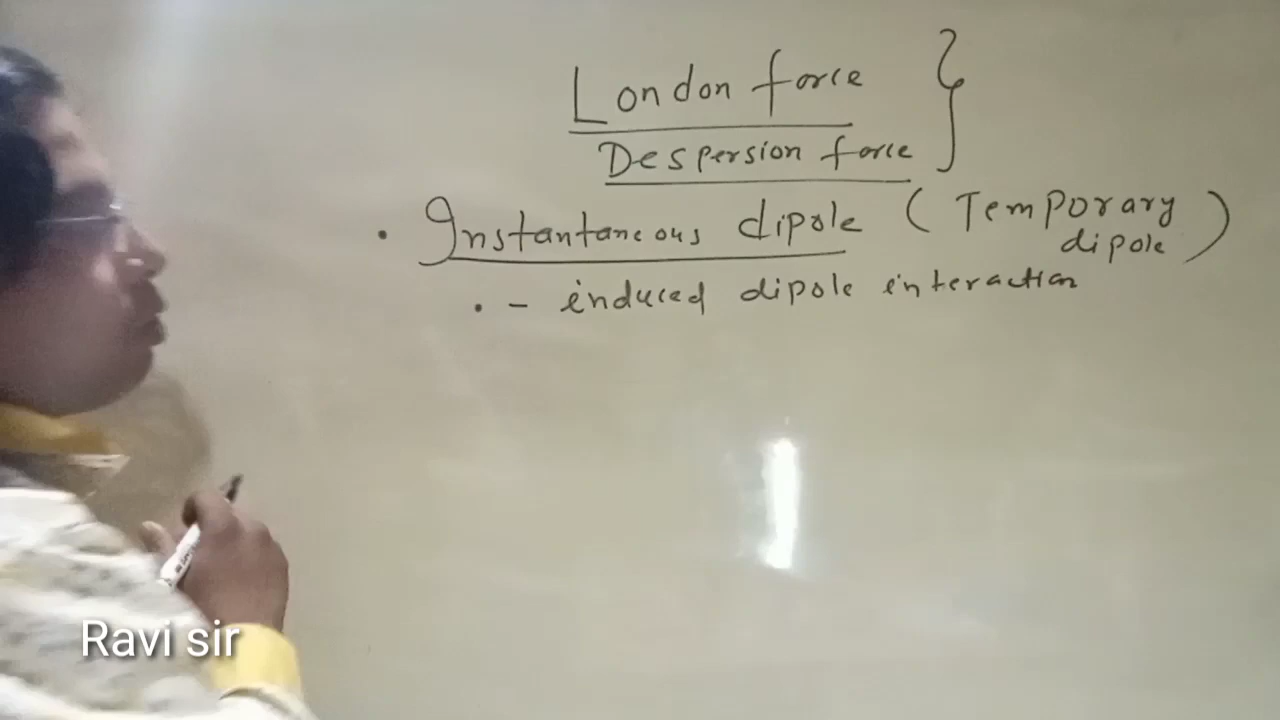 London force }
Despersion force
• Instantaneous dipole (Temporary
dipole)
• - induced dipole interaction
Ravi sir